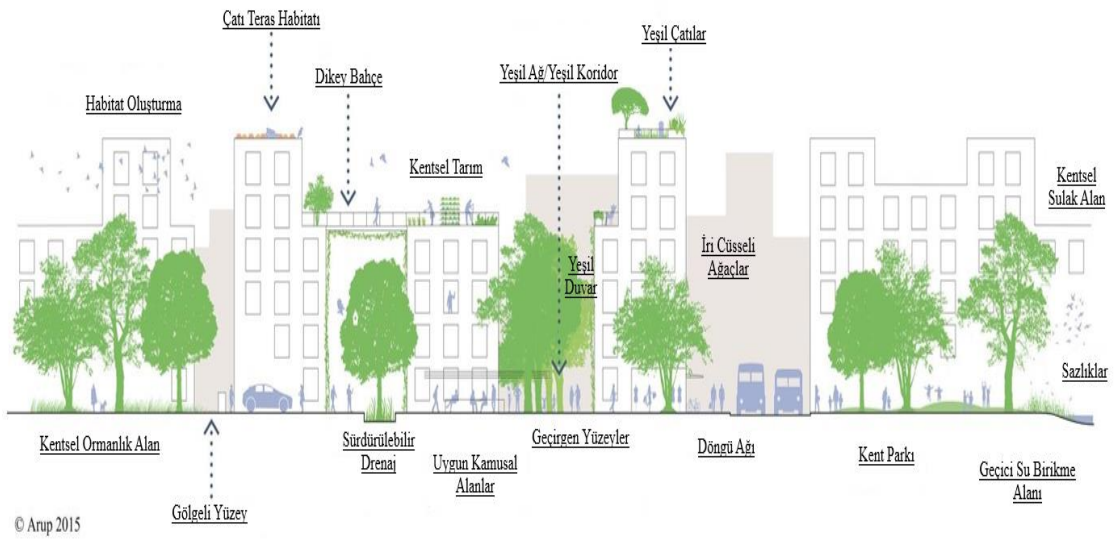 Çatı Teras Habitatı
Yeşil Çatılar
Dikey Bahçe
Yeşil Ağ/Yeşil Koridor
Habitat Oluşturma
Kentsel Tarım
Kentsel
Sulak Alan
İri Cüsseli
Ağaçlar
Yeşil
Duvar
Sazlıklar
Kentsel Ormanlık Alan
Sürdürülebilir
Drenaj
Uygun Kamusal
Alanlar
Geçirgen Yüzeyler
Döngü Ağı
Kent Parkı
Geçici Su Birikme
Alanı
Gölgeli Yüzey
© Arup 2015